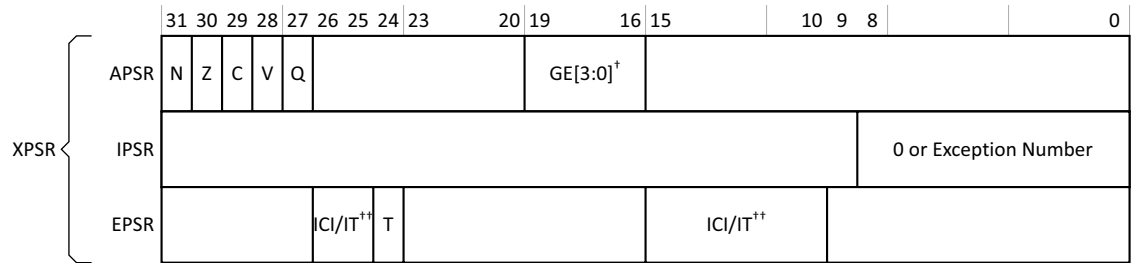 31 30 29 28 27 26 25 24 23 20 19 16 15 10 9 8 0
APSR N Z C V Q GE[3:0]†
XPSR IPSR 0 or Exception Number
EPSR ICI/IT†† T ICI/IT††